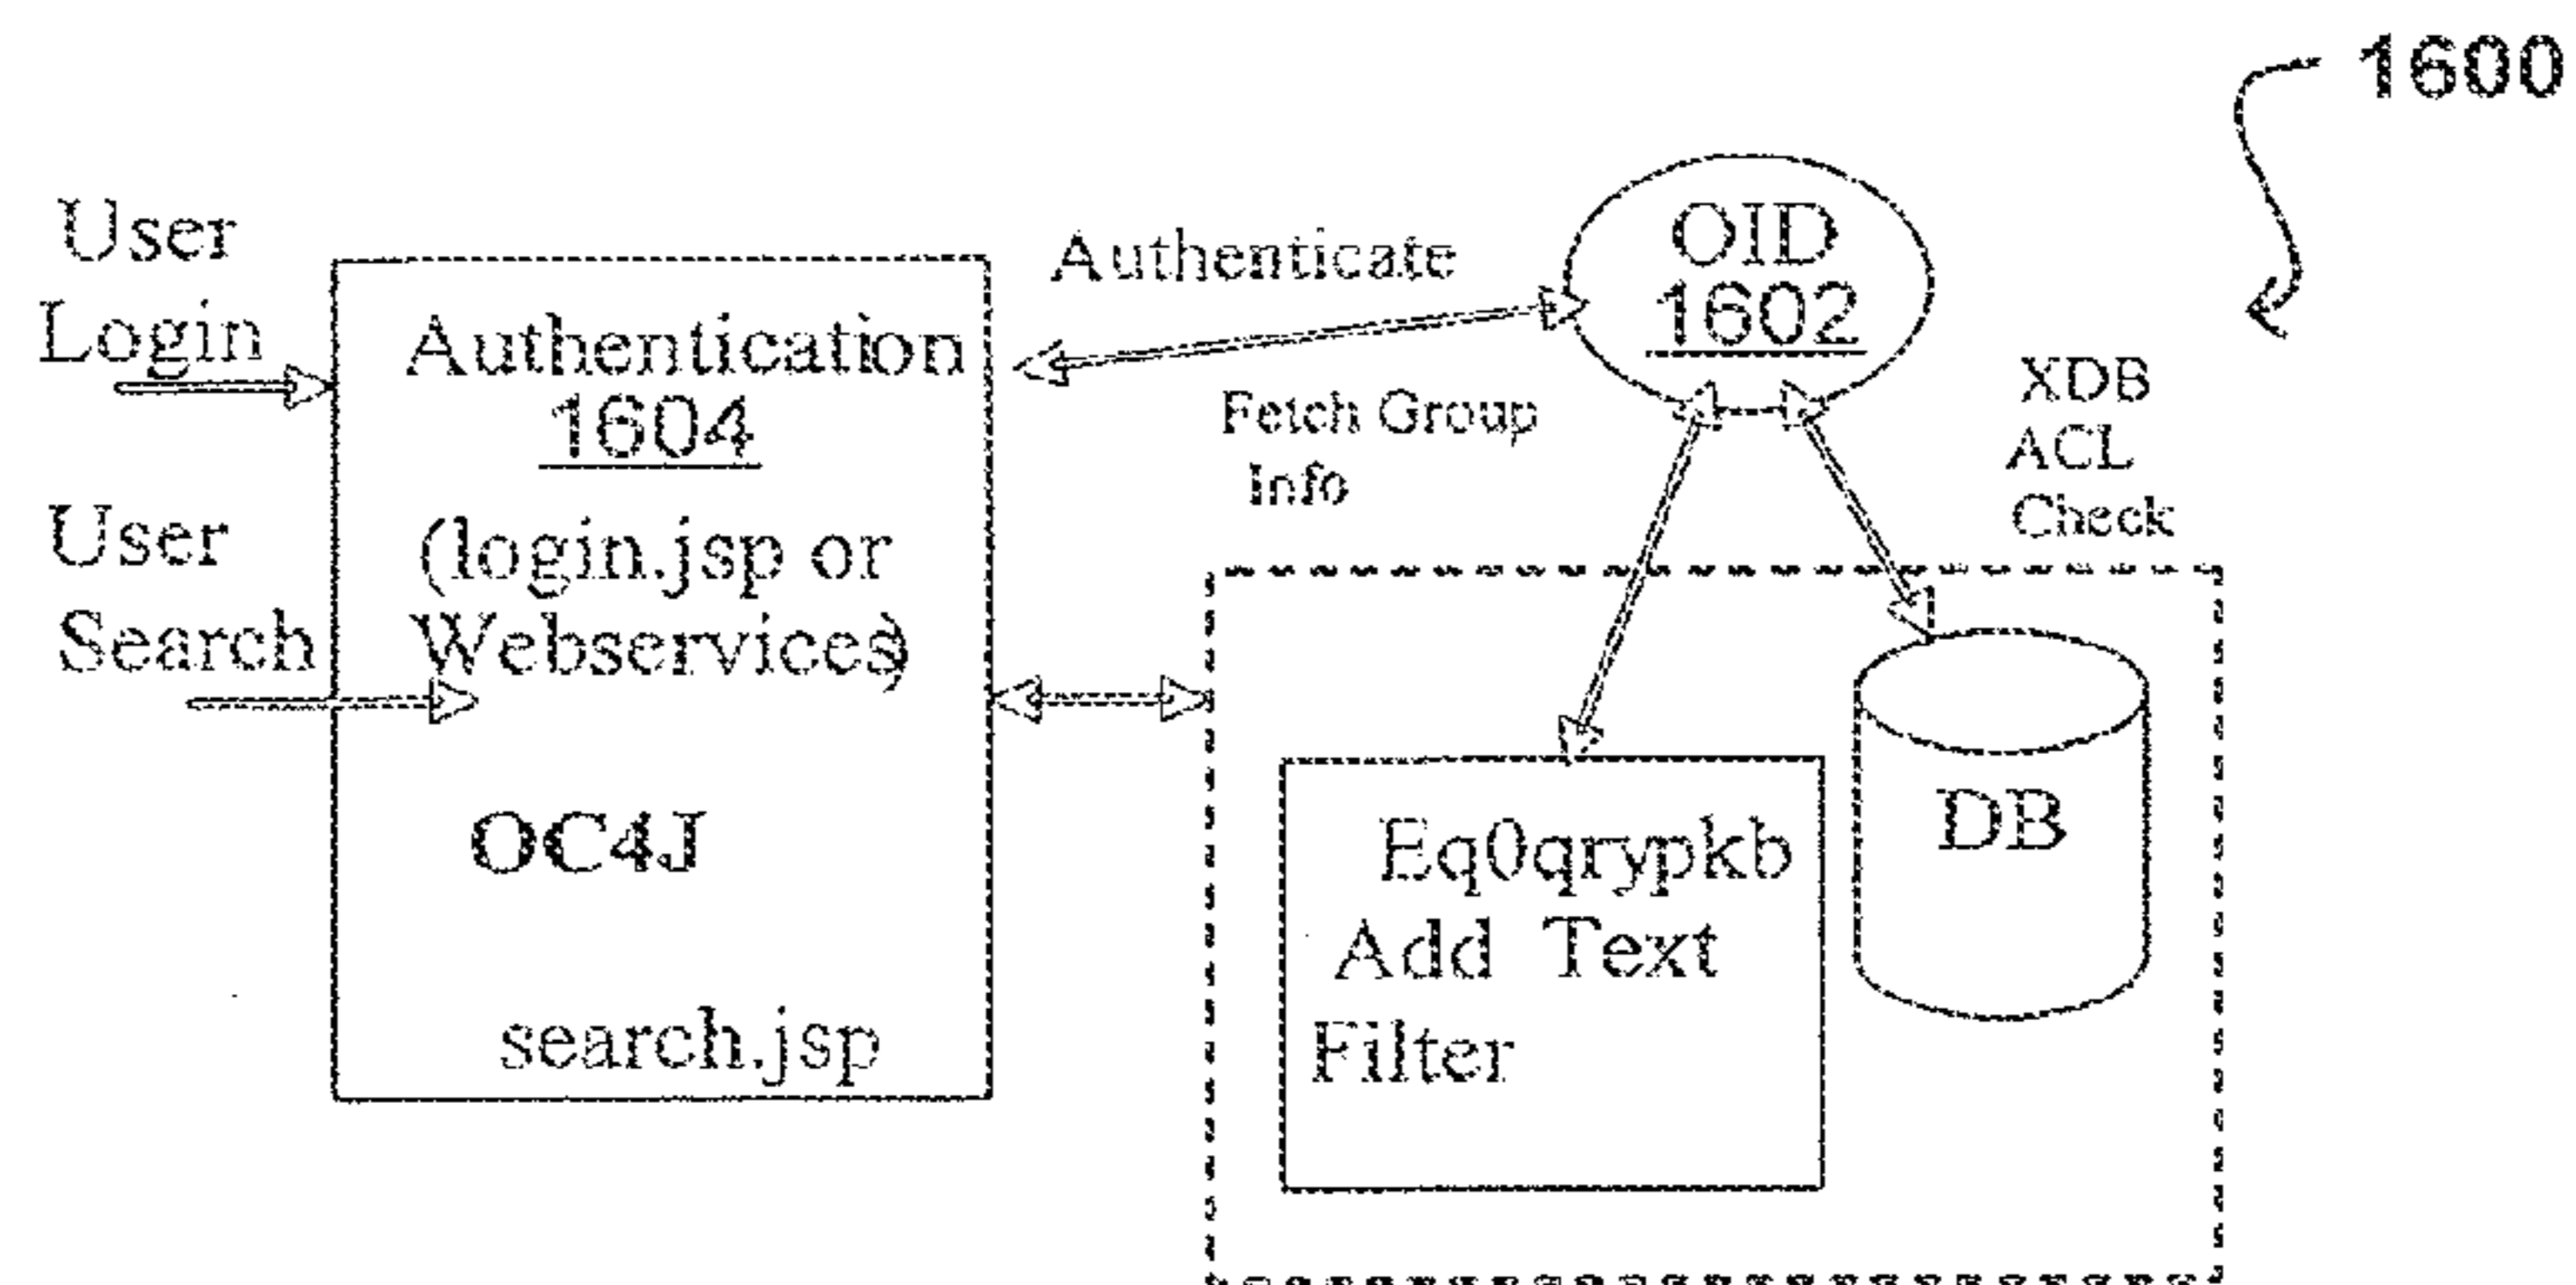 1600
User
Login
User
Search
Authentication
1604
(login.jsp or
Webservices)
OC4J
search.jsp
Authenticate
OID
1602
Fetch Group
Info
XDB
ACL
Check
Eq0qrypkb
Add Text
Filter
DB